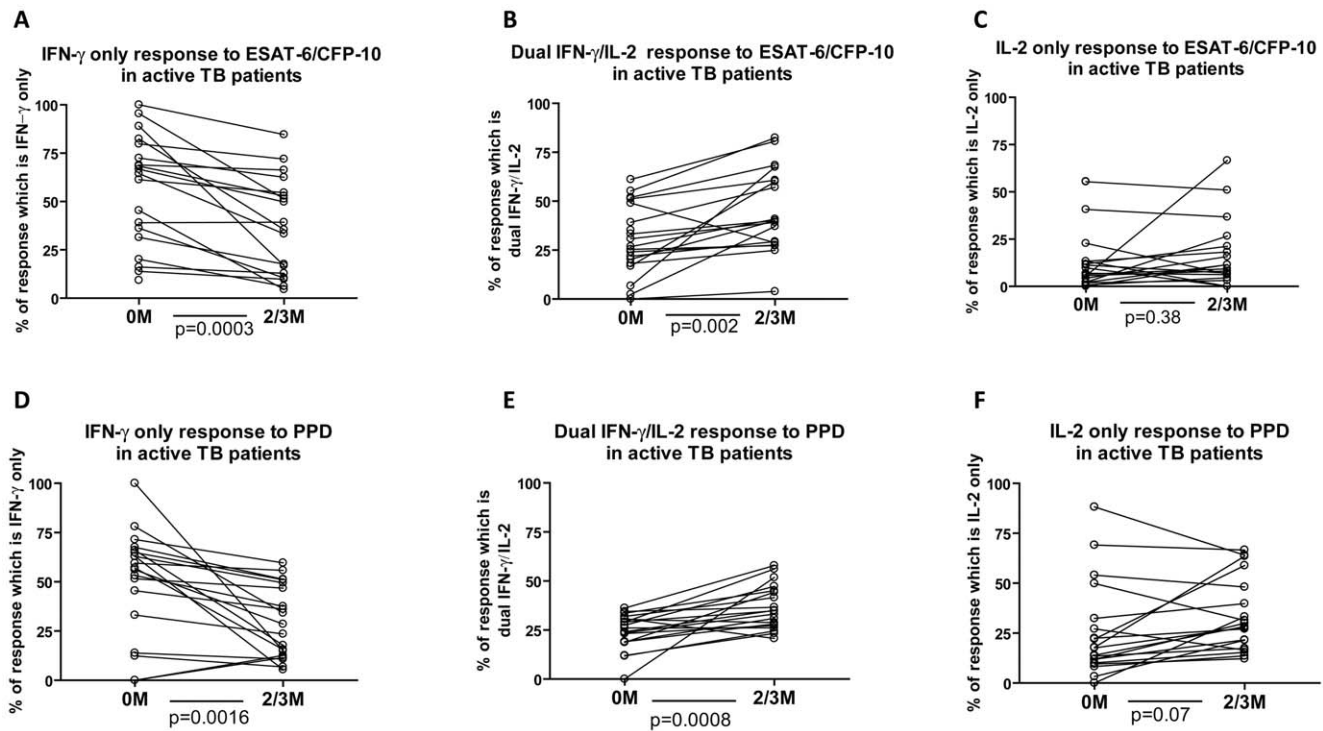 A
IFN-γ only response to ESAT-6/CFP-10
in active TB patients
% of response which is IFN-γ only
100
75
50
25
0
0M
2/3M
p=0.0003
B
Dual IFN-γ/IL-2 response to ESAT-6/CFP-10
in active TB patients
% of response which is
dual IFN-γ/IL-2
100
75
50
25
0
0M
2/3M
p=0.002
C
IL-2 only response to ESAT-6/CFP-10
in active TB patients
% of response which is IL-2 only
100
75
50
25
0
0M
2/3M
p=0.38
D
IFN-γ only response to PPD
in active TB patients
% of response which is IFN-γ only
100
75
50
25
0
0M
2/3M
p=0.0016
E
Dual IFN-γ/IL-2 response to PPD
in active TB patients
% of response which is
dual IFN-γ/IL-2
100
75
50
25
0
0M
2/3M
p=0.0008
F
IL-2 only response to PPD
in active TB patients
% of response which is IL-2 only
100
75
50
25
0
0M
2/3M
p=0.07